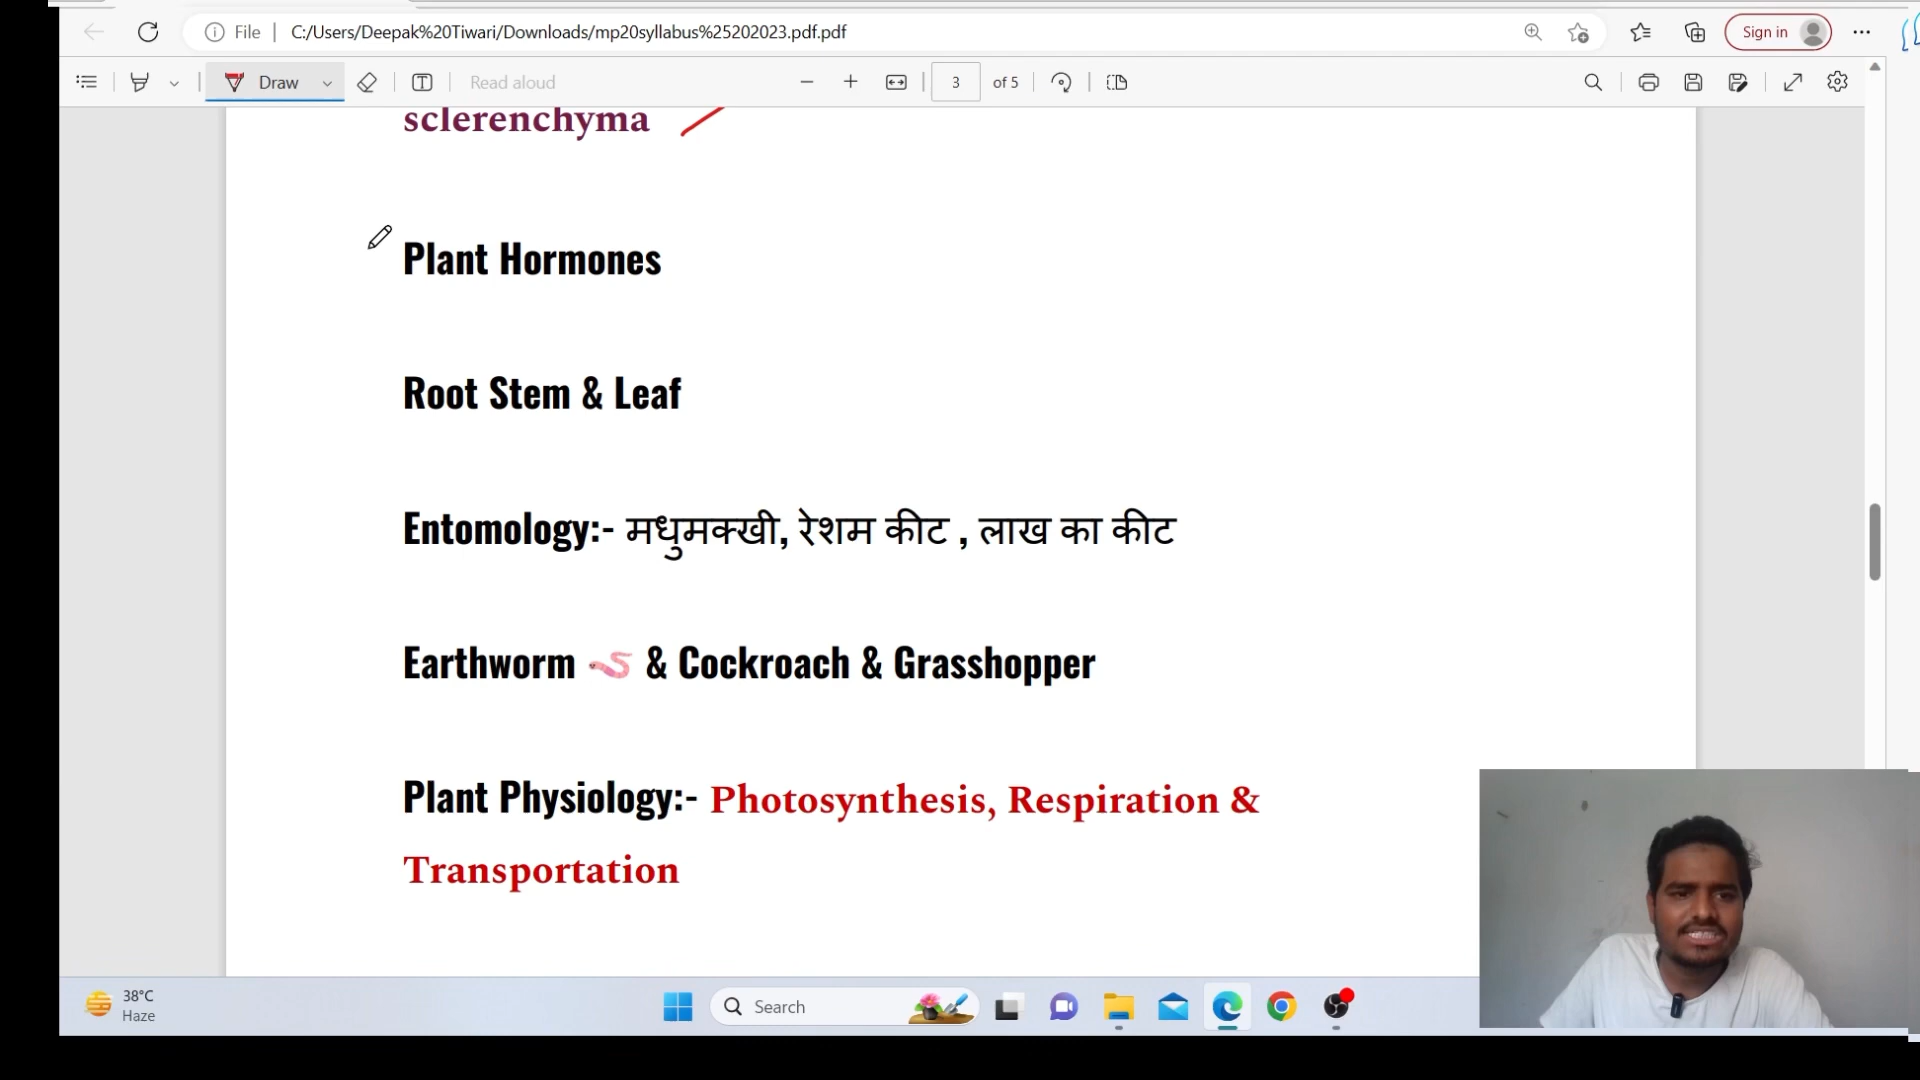 File
C:/Users/Deepak%20Tiwari/Downloads/mp20syllabus%25202023.pdf.pdf
Sign in
Draw
Read aloud
3
of 5
sclerenchyma
Plant Hormones
Root Stem & Leaf
Entomology:- मधुमक्खी, रेशम कीट , लाख का कीट
Earthworm & Cockroach & Grasshopper
Plant Physiology:- Photosynthesis, Respiration &
Transportation
38°C
Haze
Search